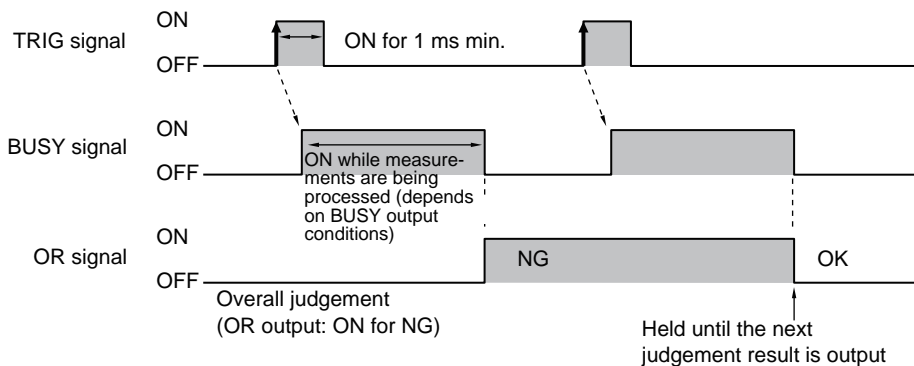 ON
TRIG signal
ON for 1 ms min.
OFF
ON
BUSY signal
OFF
ON while measure-
ments are being
processed (depends
on BUSY output
conditions)
ON
OR signal
NG
OK
OFF
Overall judgement
(OR output: ON for NG)
Held until the next
judgement result is output